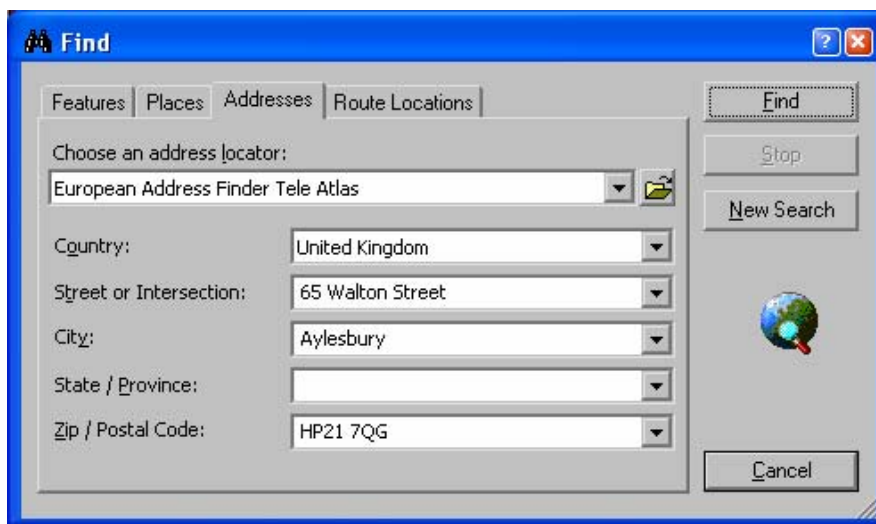 Find
Features Places Addresses Route Locations
Find
Choose an address locator:
Stop
European Address Finder Tele Atlas
New Search
Country: United Kingdom
Street or Intersection: 65 Walton Street
City: Aylesbury
State / Province:
Zip / Postal Code: HP21 7QG
Cancel